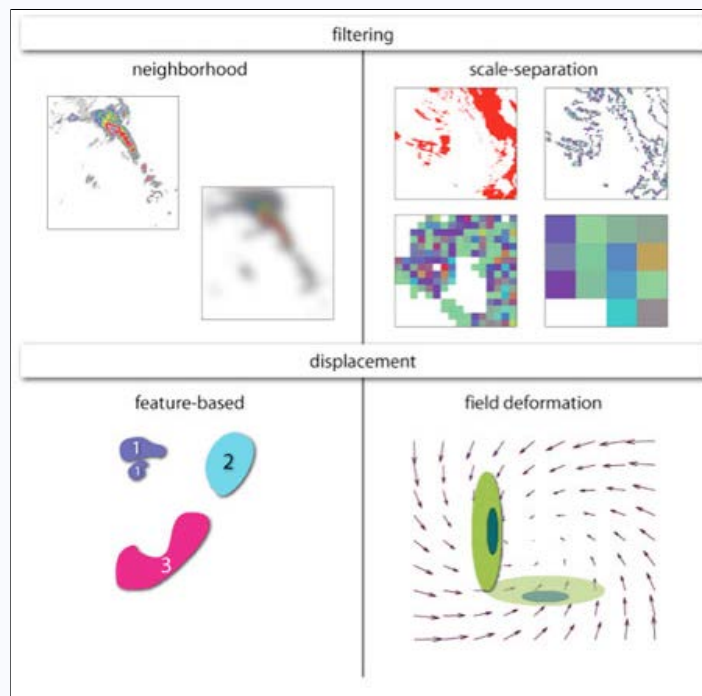 filtering
neighborhood
scale-separation
displacement
feature-based
field deformation
1
1
2
3